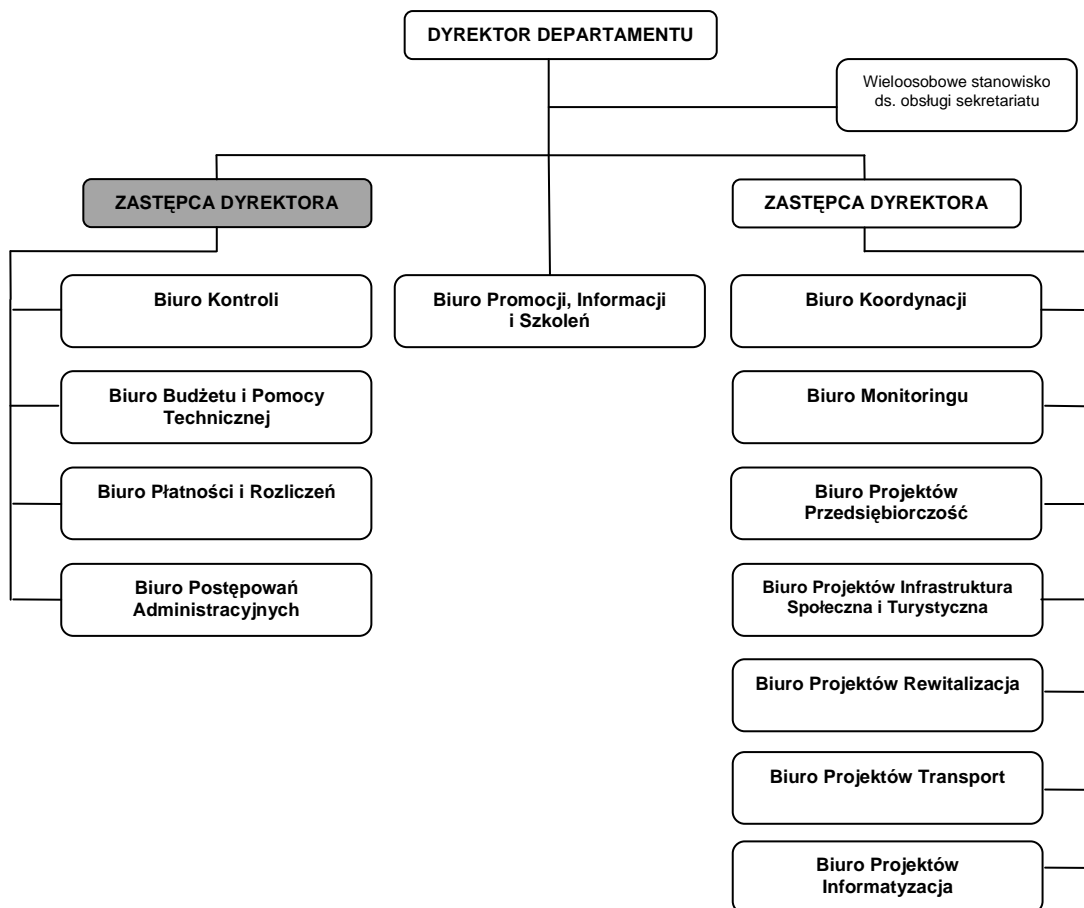 DYREKTOR DEPARTAMENTU
Wieloosobowe stanowisko
ds. obsługi sekretariatu
ZASTĘPCA DYREKTORA
ZASTĘPCA DYREKTORA
Biuro Kontroli
Biuro Promocji, Informacji
i Szkoleń
Biuro Koordynacji
Biuro Budżetu i Pomocy
Technicznej
Biuro Monitoringu
Biuro Płatności i Rozliczeń
Biuro Projektów
Przedsiębiorczość
Biuro Postępowań
Administracyjnych
Biuro Projektów Infrastruktura
Społeczna i Turystyczna
Biuro Projektów Rewitalizacja
Biuro Projektów Transport
Biuro Projektów
Informatyzacja